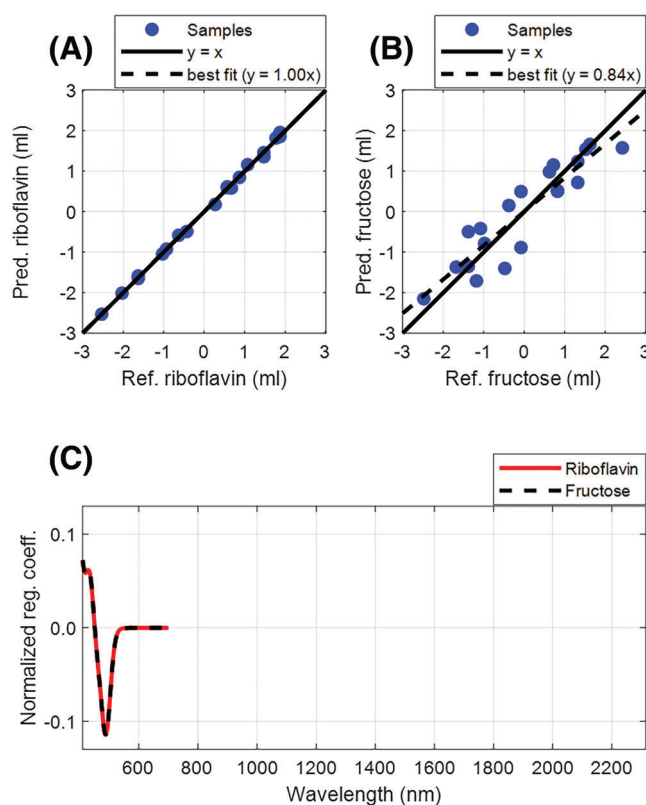 (A)
Samples
y = x
best fit (y = 1.00x)
3
2
1
0
-1
-2
-3
-3 -2 -1 0 1 2 3
Pred. riboflavin (ml)
Ref. riboflavin (ml)
(B)
Samples
y = x
best fit (y = 0.84x)
3
2
1
0
-1
-2
-3
-3 -2 -1 0 1 2 3
Pred. fructose (ml)
Ref. fructose (ml)
(C)
Riboflavin
Fructose
0.1
0.0
-0.1
600 800 1000 1200 1400 1600 1800 2000 2200
Normalized reg. coeff.
Wavelength (nm)